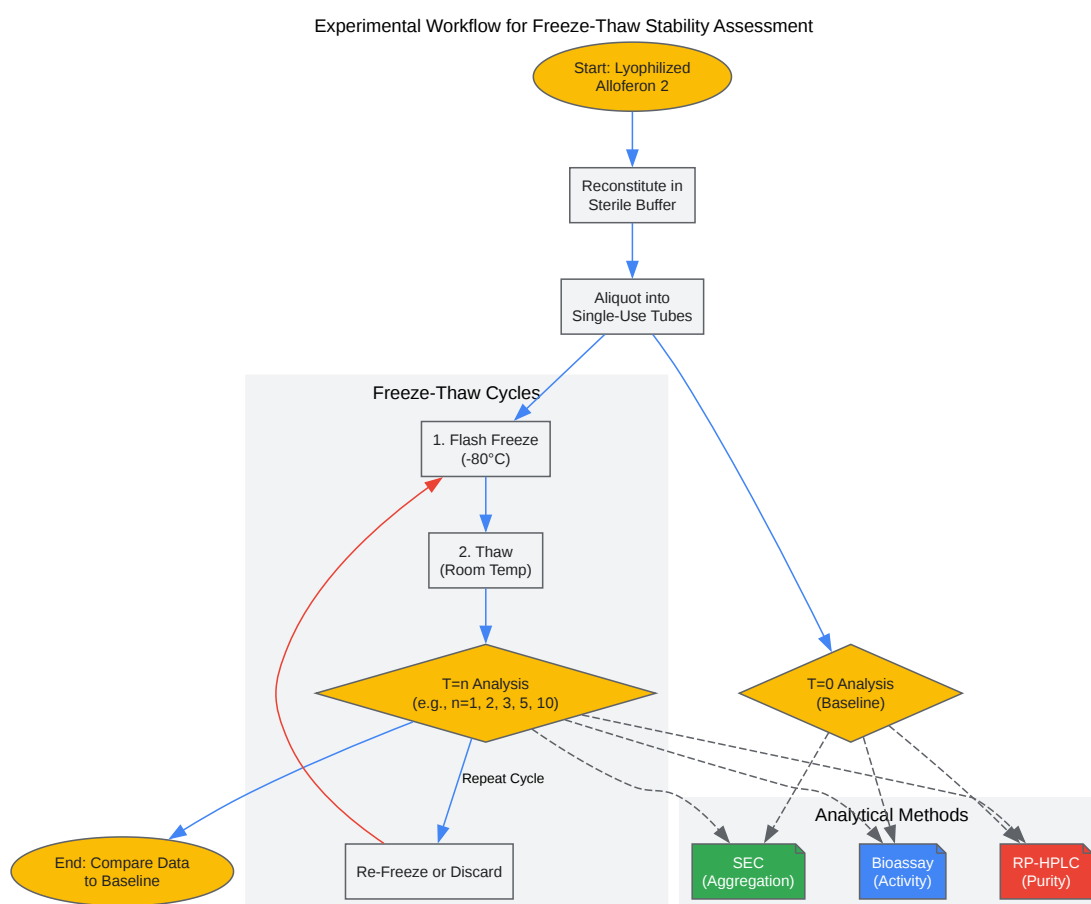 Experimental Workflow for Freeze-Thaw Stability Assessment
Start: Lyophilized
Alloferon 2
Reconstitute in
Sterile Buffer
Aliquot into
Single-Use Tubes
Freeze-Thaw Cycles
1. Flash Freeze
(-80°C)
2. Thaw
(Room Temp)
T=n Analysis
(e.g., n=1, 2, 3, 5, 10)
T=0 Analysis
(Baseline)
Repeat Cycle
Analytical Methods
End: Compare Data
to Baseline
Re-Freeze or Discard
SEC
(Aggregation)
Bioassay
(Activity)
RP-HPLC
(Purity)